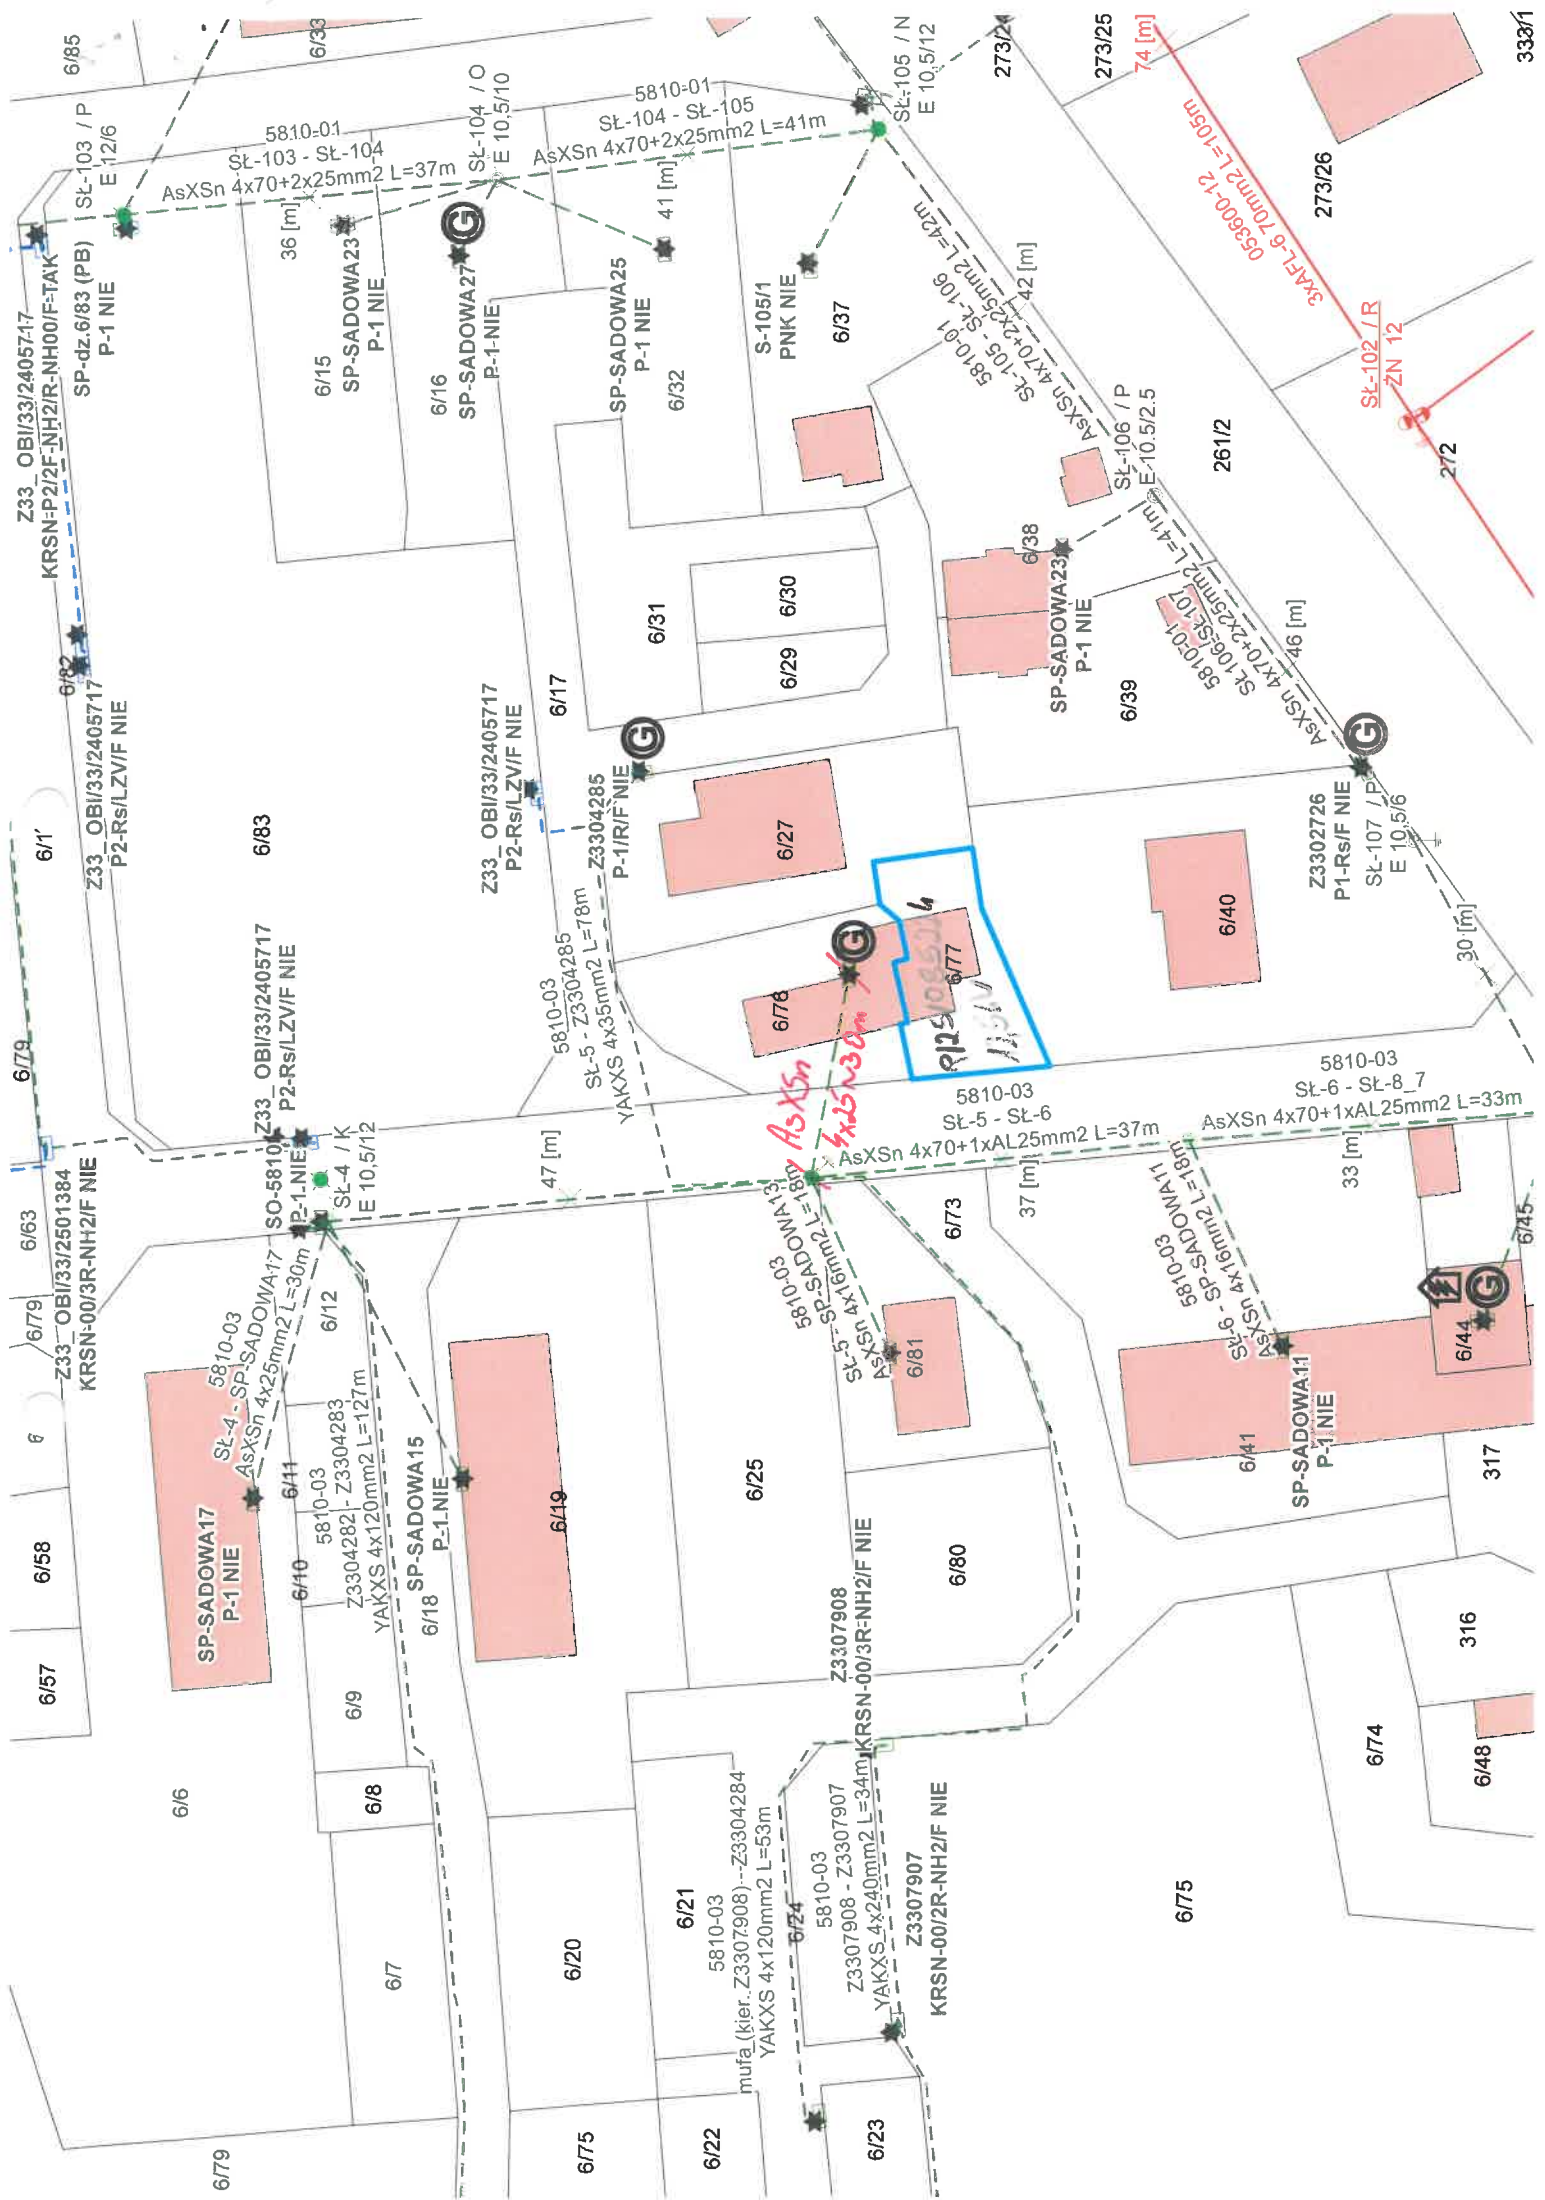 6/85
6/33
SŁ-103 / P
E 12/6
5810-01
SŁ-103 - SŁ-104
AsXSn 4x70+2x25mm2 L=37m
36 [m]
SŁ-104 / O
E 10,5/10
5810-01
SŁ-104 - SŁ-105
AsXSn 4x70+2x25mm2 L=41m
41 [m]
SŁ-105 / N
E 10,5/12
273/25
74 [m]
333/1
053600-12
3xAFL-6 70mm2 L=105m
273/26
SŁ-102 / R
ŻN 12
272
261/2
Z33_ OBI/33/2405717
KRSN-P2/2F-NH2/R-NH00/F-TAK
SP-dz.6/83 (PB)
P-1 NIE
6/15
SP-SADOWA23
P-1 NIE
6/16
SP-SADOWA27
P-1-NIE
G
SP-SADOWA25
P-1 NIE
6/32
S-105/1
PNK NIE
6/37
5810-01
SŁ-105 - SŁ-106
AsXSn 4x70+2x25mm2 L=42m
42 [m]
SŁ-106 / P
E-10.5/2.5
6/82
Z33_ OBI/33/2405717
P2-Rs/LZV/F NIE
6/17
6/31
6/30
6/29
6/38
SP-SADOWA23
P-1 NIE
6/39
5810-01
SŁ-106-SŁ-107
AsXSn 4x70+2x25mm2 L=41m
46 [m]
6/83
Z33_ OBI/33/2405717
P2-Rs/LZV/F NIE
Z3304285
P-1/R/F NIE
G
6/27
Z3302726
P1-Rs/F NIE
G
SŁ-107 / P
E 10,5/6
30 [m]
6/40
6/79
Z33_ OBI/33/2405717
P2-Rs/LZV/F NIE
5810-03
SŁ-5 - Z3304285
YAKXS 4x35mm2 L=78m
6/76
G
6/77
AsXSn
4x25
30m
6/63
6/79
Z33_ OBI/33/2501384
KRSN-00/3R-NH2/F NIE
SO-5810
P-1-NIE
SŁ-4 / K
E 10,5/12
47 [m]
5810-03
SŁ-5 - SŁ-6
AsXSn 4x70+1xAL25mm2 L=37m
37 [m]
5810-03
SŁ-6 - SŁ-8_7
AsXSn 4x70+1xAL25mm2 L=33m
33 [m]
5810-03
SŁ-4 - SP-SADOWA17
AsXSn 4x25mm2 L=30m
6/12
SP-SADOWA17
P-1 NIE
6/11
6/10
5810-03
Z3304282 - Z3304283
YAKXS 4x120mm2 L=127m
SP-SADOWA15
P-1-NIE
6/18
6/19
5810-03
SŁ-5 - SP-SADOWA13
AsXSn 4x16mm2 L=18m
6/81
6/73
6/25
6/80
5810-03
SŁ-6 - SP-SADOWA11
AsXSn 4x16mm2 L=18m
6/41
SP-SADOWA11
P-1 NIE
6/44
G
6/45
317
316
6/58
6/57
6/6
6/9
6/8
6/7
6/79
6/20
6/21
5810-03
mufa_(kier. Z3307908)--Z3304284
YAKXS 4x120mm2 L=53m
6/24
Z3307908
KRSN-00/3R-NH2/F NIE
5810-03
Z3307908 - Z3307907
YAKXS_4x240mm2 L=34m
Z3307907
KRSN-00/2R-NH2/F NIE
6/75
6/22
6/23
6/75
6/74
6/48